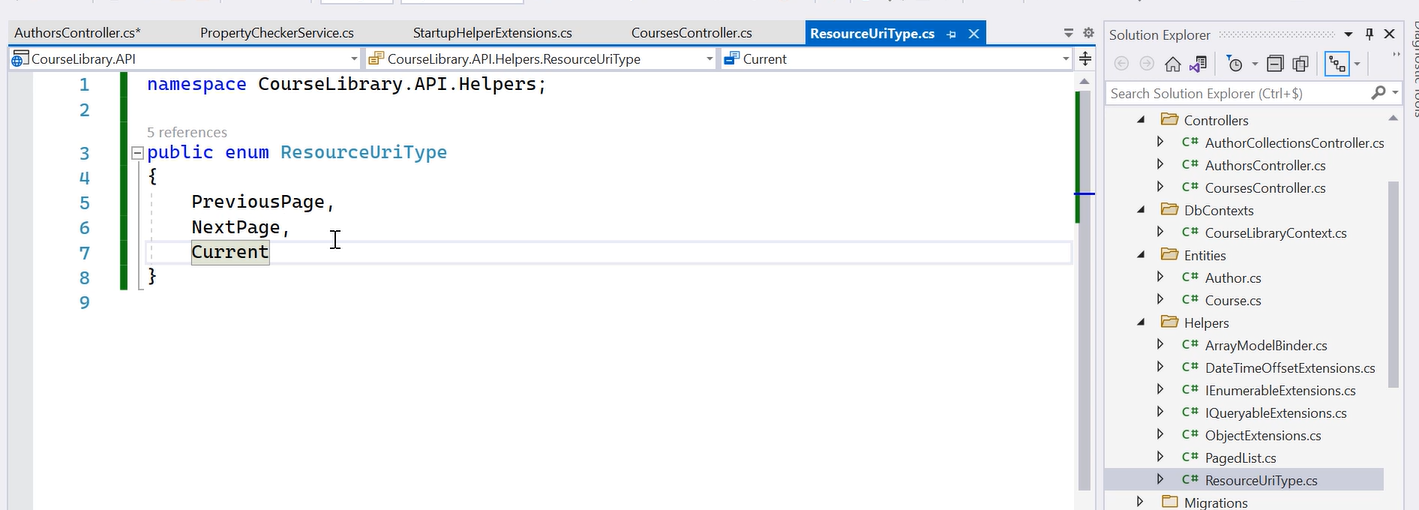 AuthorsController.cs* PropertyCheckerService.cs StartupHelperExtensions.cs CoursesController.cs ResourceUriType.cs
CourseLibrary.API CourseLibrary.API.Helpers.ResourceUriType Current
1 namespace CourseLibrary.API.Helpers;
2
5 references
3 public enum ResourceUriType
4 {
5 PreviousPage,
6 NextPage,
7 Current
8 }
9
Solution Explorer
Search Solution Explorer (Ctrl+$)
Controllers
C# AuthorCollectionsController.cs
C# AuthorsController.cs
C# CoursesController.cs
DbContexts
C# CourseLibraryContext.cs
Entities
C# Author.cs
C# Course.cs
Helpers
C# ArrayModelBinder.cs
C# DateTimeOffsetExtensions.cs
C# IEnumerableExtensions.cs
C# IQueryableExtensions.cs
C# ObjectExtensions.cs
C# PagedList.cs
C# ResourceUriType.cs
Migrations
Tools